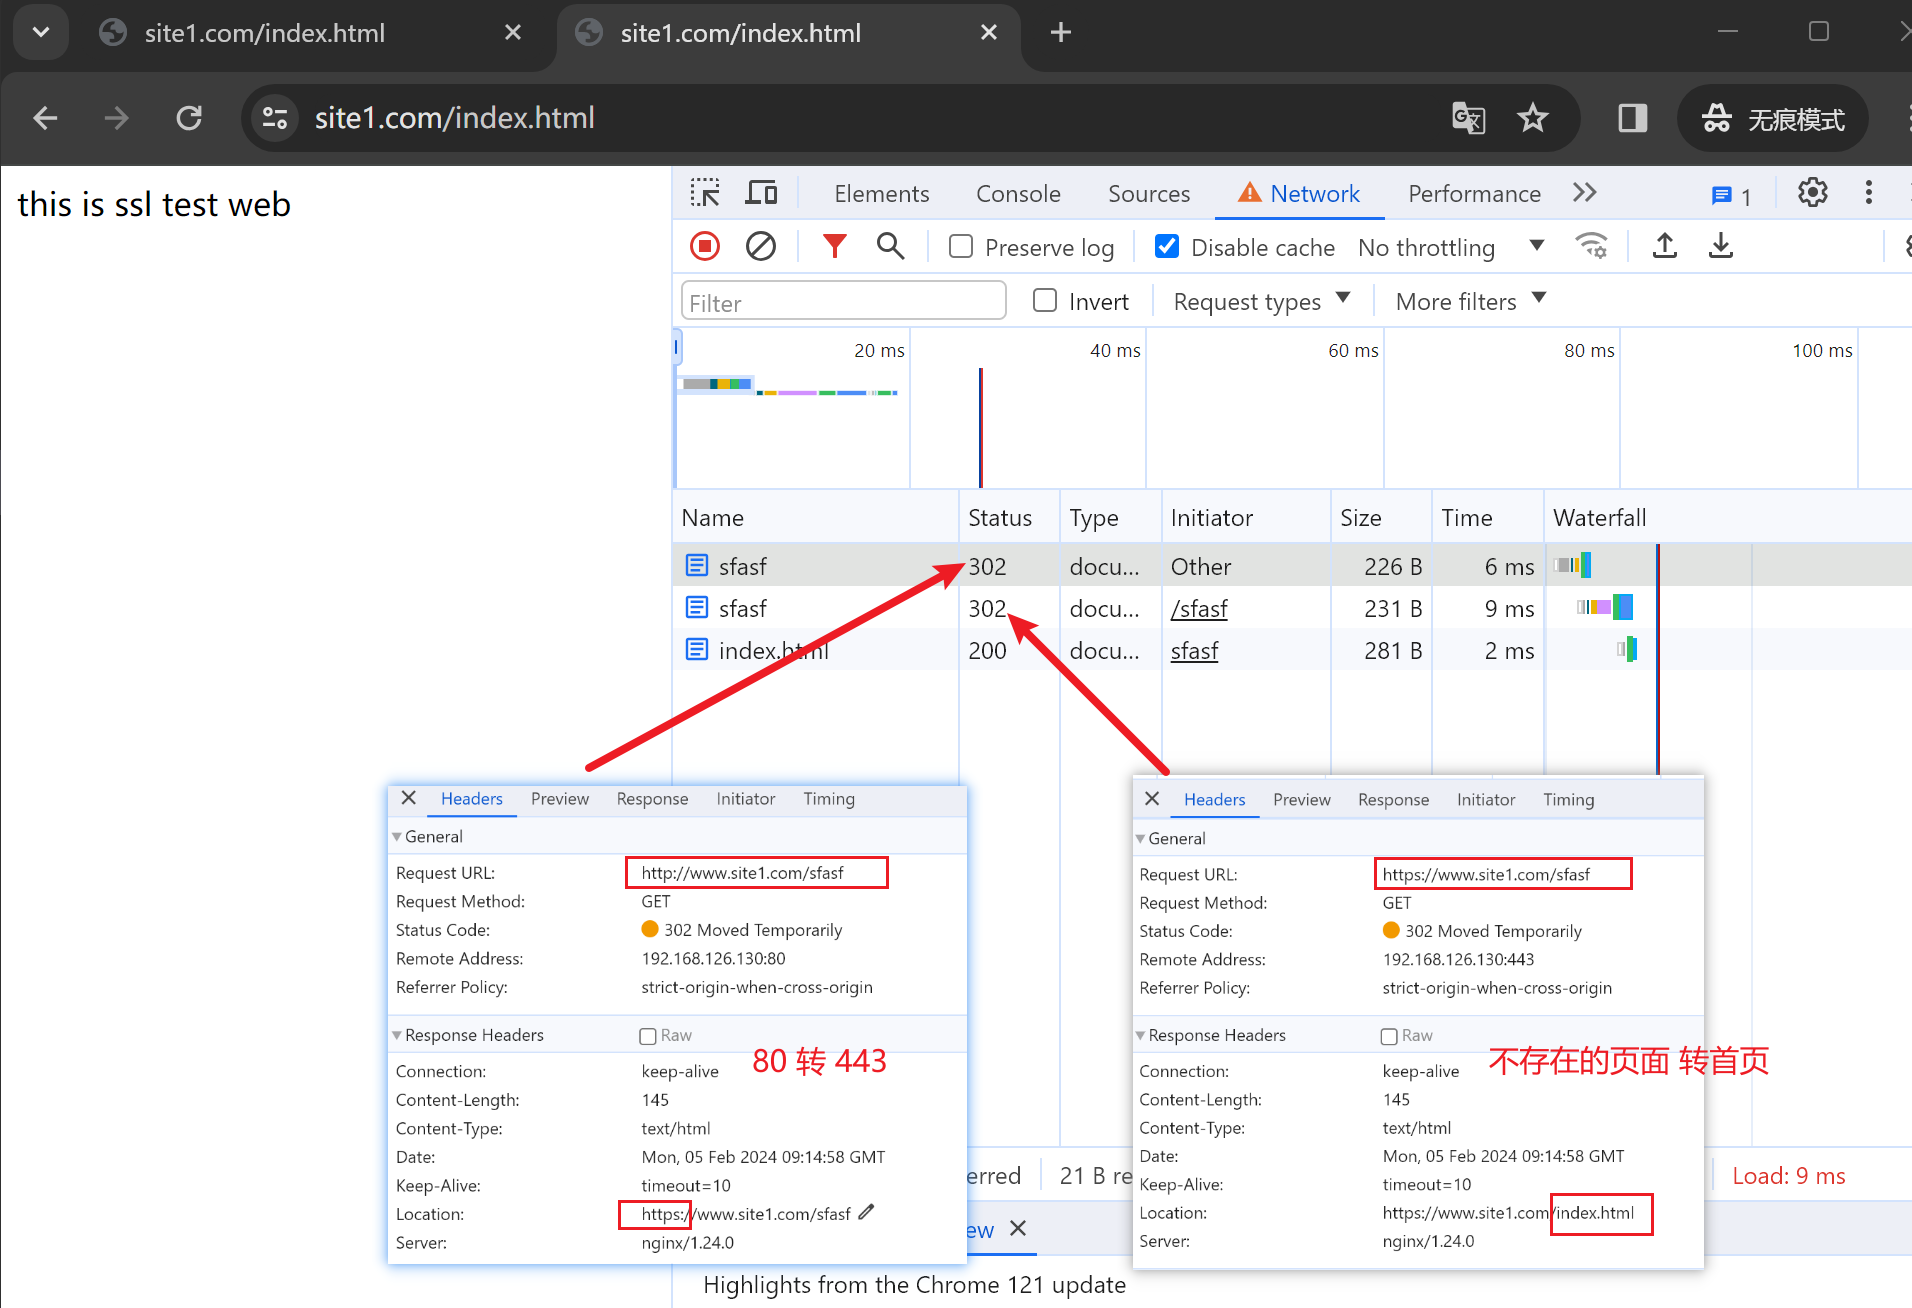 site1.com/index.html
site1.com/index.html
site1.com/index.html
无痕模式
this is ssl test web
Elements Console Sources Network Performance 1
Preserve log Disable cache No throttling
Filter Invert Request types More filters
20 ms 40 ms 60 ms 80 ms 100 ms
Name Status Type Initiator Size Time Waterfall
sfasf 302 docu... Other 226 B 6 ms
sfasf 302 docu... /sfasf 231 B 9 ms
index.html 200 docu... sfasf 281 B 2 ms
Headers Preview Response Initiator Timing
General
Request URL: http://www.site1.com/sfasf
Request Method: GET
Status Code: 302 Moved Temporarily
Remote Address: 192.168.126.130:80
Referrer Policy: strict-origin-when-cross-origin
Response Headers Raw
80 转 443
Connection: keep-alive
Content-Length: 145
Content-Type: text/html
Date: Mon, 05 Feb 2024 09:14:58 GMT
Keep-Alive: timeout=10
Location: https://www.site1.com/sfasf
Server: nginx/1.24.0
Headers Preview Response Initiator Timing
General
Request URL: https://www.site1.com/sfasf
Request Method: GET
Status Code: 302 Moved Temporarily
Remote Address: 192.168.126.130:443
Referrer Policy: strict-origin-when-cross-origin
Response Headers Raw
不存在的页面 转首页
Connection: keep-alive
Content-Length: 145
Content-Type: text/html
Date: Mon, 05 Feb 2024 09:14:58 GMT
Keep-Alive: timeout=10
Location: https://www.site1.com/index.html
Server: nginx/1.24.0
erred 21 B re Load: 9 ms
ew
Highlights from the Chrome 121 update